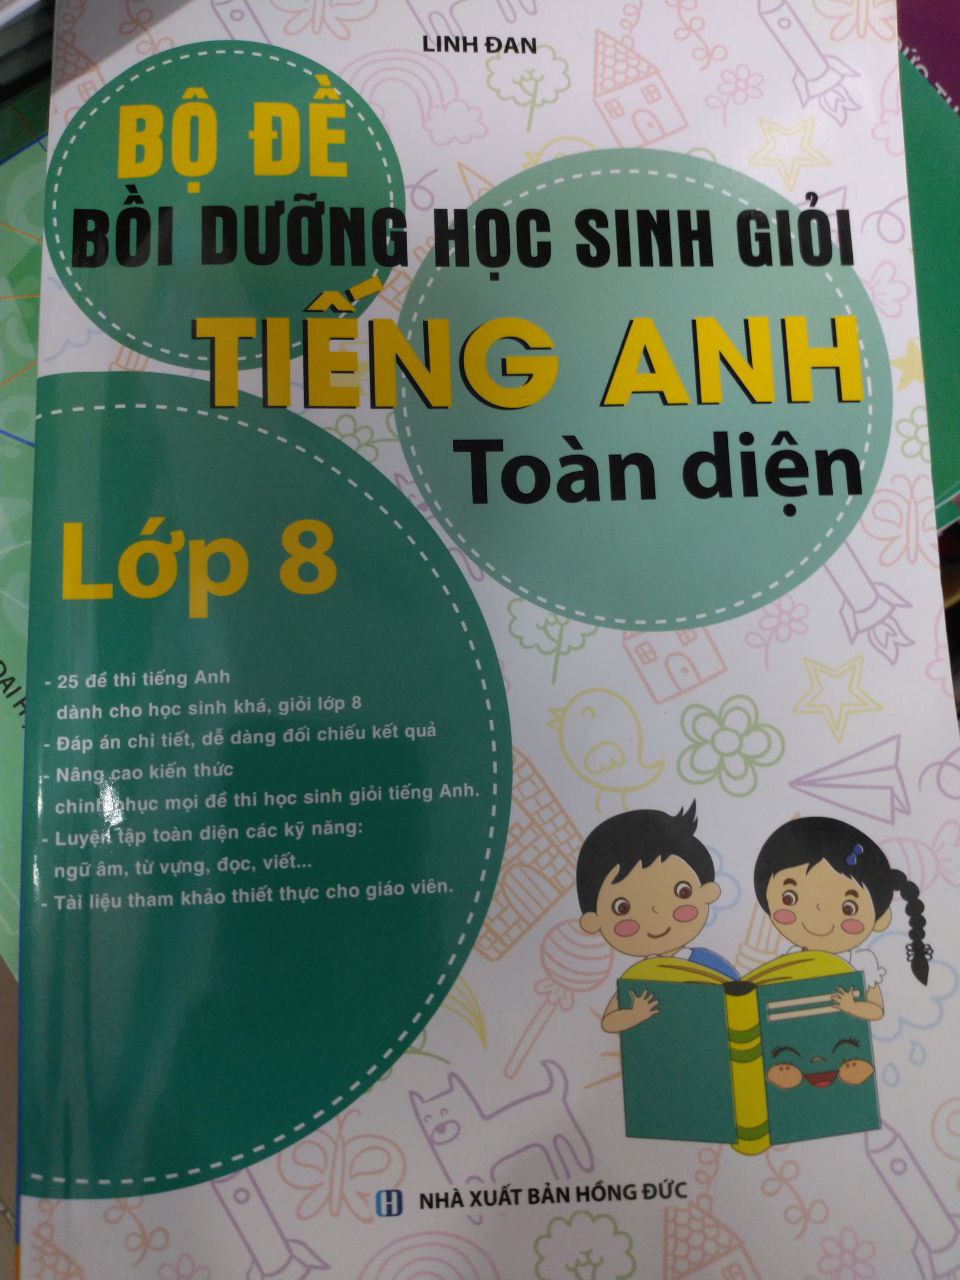 LINH ĐAN
BỘ ĐỀ
BỒI DƯỠNG HỌC SINH GIỎI
TIẾNG ANH
Toàn diện
Lớp 8
- 25 đề thi tiếng Anh
dành cho học sinh khá, giỏi lớp 8
- Đáp án chi tiết, dễ dàng đối chiếu kết quả
- Nâng cao kiến thức
chinh phục mọi đề thi học sinh giỏi tiếng Anh.
- Luyện tập toàn diện các kỹ năng:
ngữ âm, từ vựng, đọc, viết...
- Tài liệu tham khảo thiết thực cho giáo viên.
H NHÀ XUẤT BẢN HỒNG ĐỨC